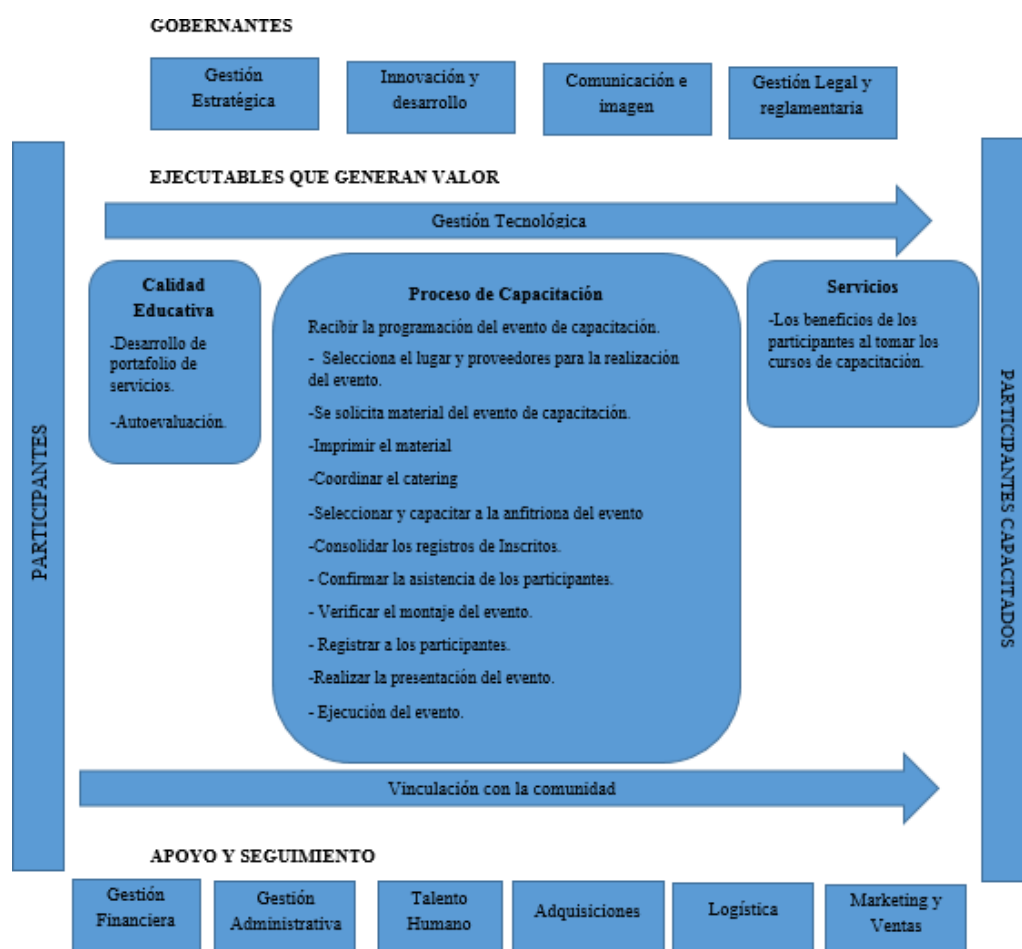 GOBERNANTES
Gestión
Estratégica
Innovación y
desarrollo
Comunicación e
imagen
Gestión Legal y
reglamentaria
PARTICIPANTES
EJECUTABLES QUE GENERAN VALOR
Gestión Tecnológica
Calidad
Educativa
-Desarrollo de
portafolio de
servicios.
-Autoevaluación.
Proceso de Capacitación
Recibir la programación del evento de capacitación.
- Selecciona el lugar y proveedores para la realización
del evento.
-Se solicita material del evento de capacitación.
-Imprimir el material
-Coordinar el catering
-Seleccionar y capacitar a la anfitriona del evento
-Consolidar los registros de Inscritos.
- Confirmar la asistencia de los participantes.
- Verificar el montaje del evento.
- Registrar a los participantes.
-Realizar la presentación del evento.
- Ejecución del evento.
Servicios
-Los beneficios de los
participantes al tomar los
cursos de capacitación.
PARTICIPANTES CAPACITADOS
Vinculación con la comunidad
APOYO Y SEGUIMIENTO
Gestión
Financiera
Gestión
Administrativa
Talento
Humano
Adquisiciones
Logística
Marketing y
Ventas